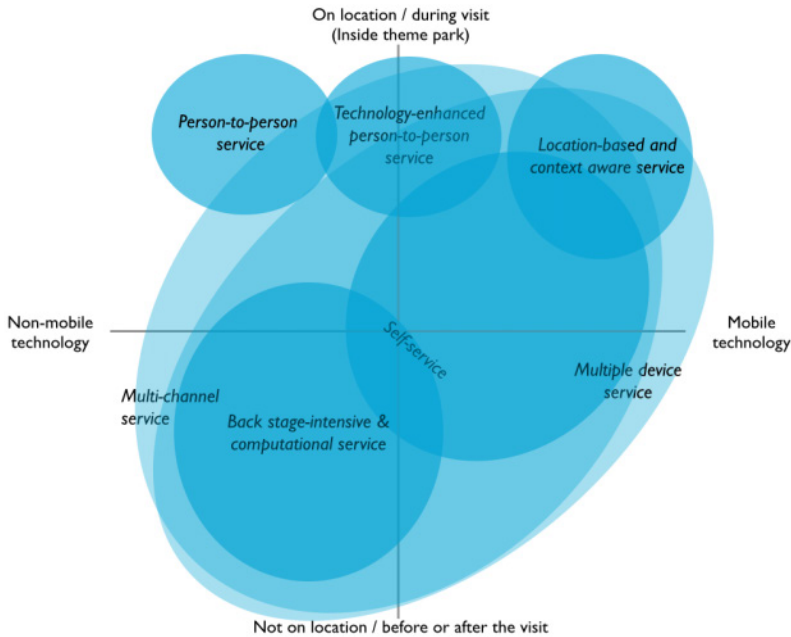 On location / during visit
(Inside theme park)
Person-to-person
service
Technology-enhanced
person-to-person
service
Location-based and
context aware service
Non-mobile
technology
Mobile
technology
Self-service
Multiple device
service
Multi-channel
service
Back stage-intensive &
computational service
Not on location / before or after the visit